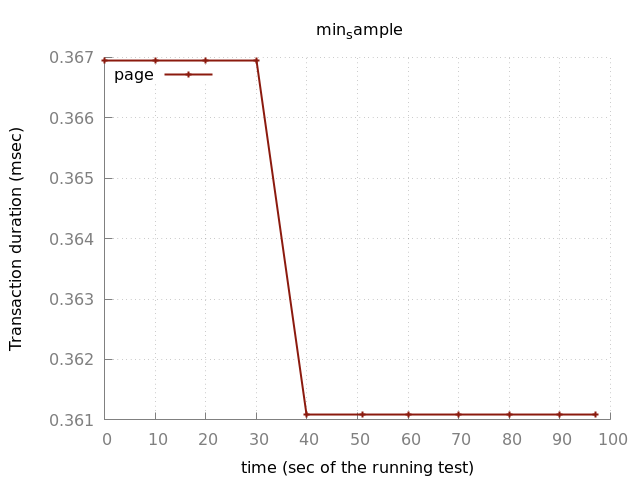 min_sample
0.367
page
0.366
0.365
0.364
0.363
0.362
0.361
Transaction duration (msec)
0 10 20 30 40 50 60 70 80 90 100
time (sec of the running test)